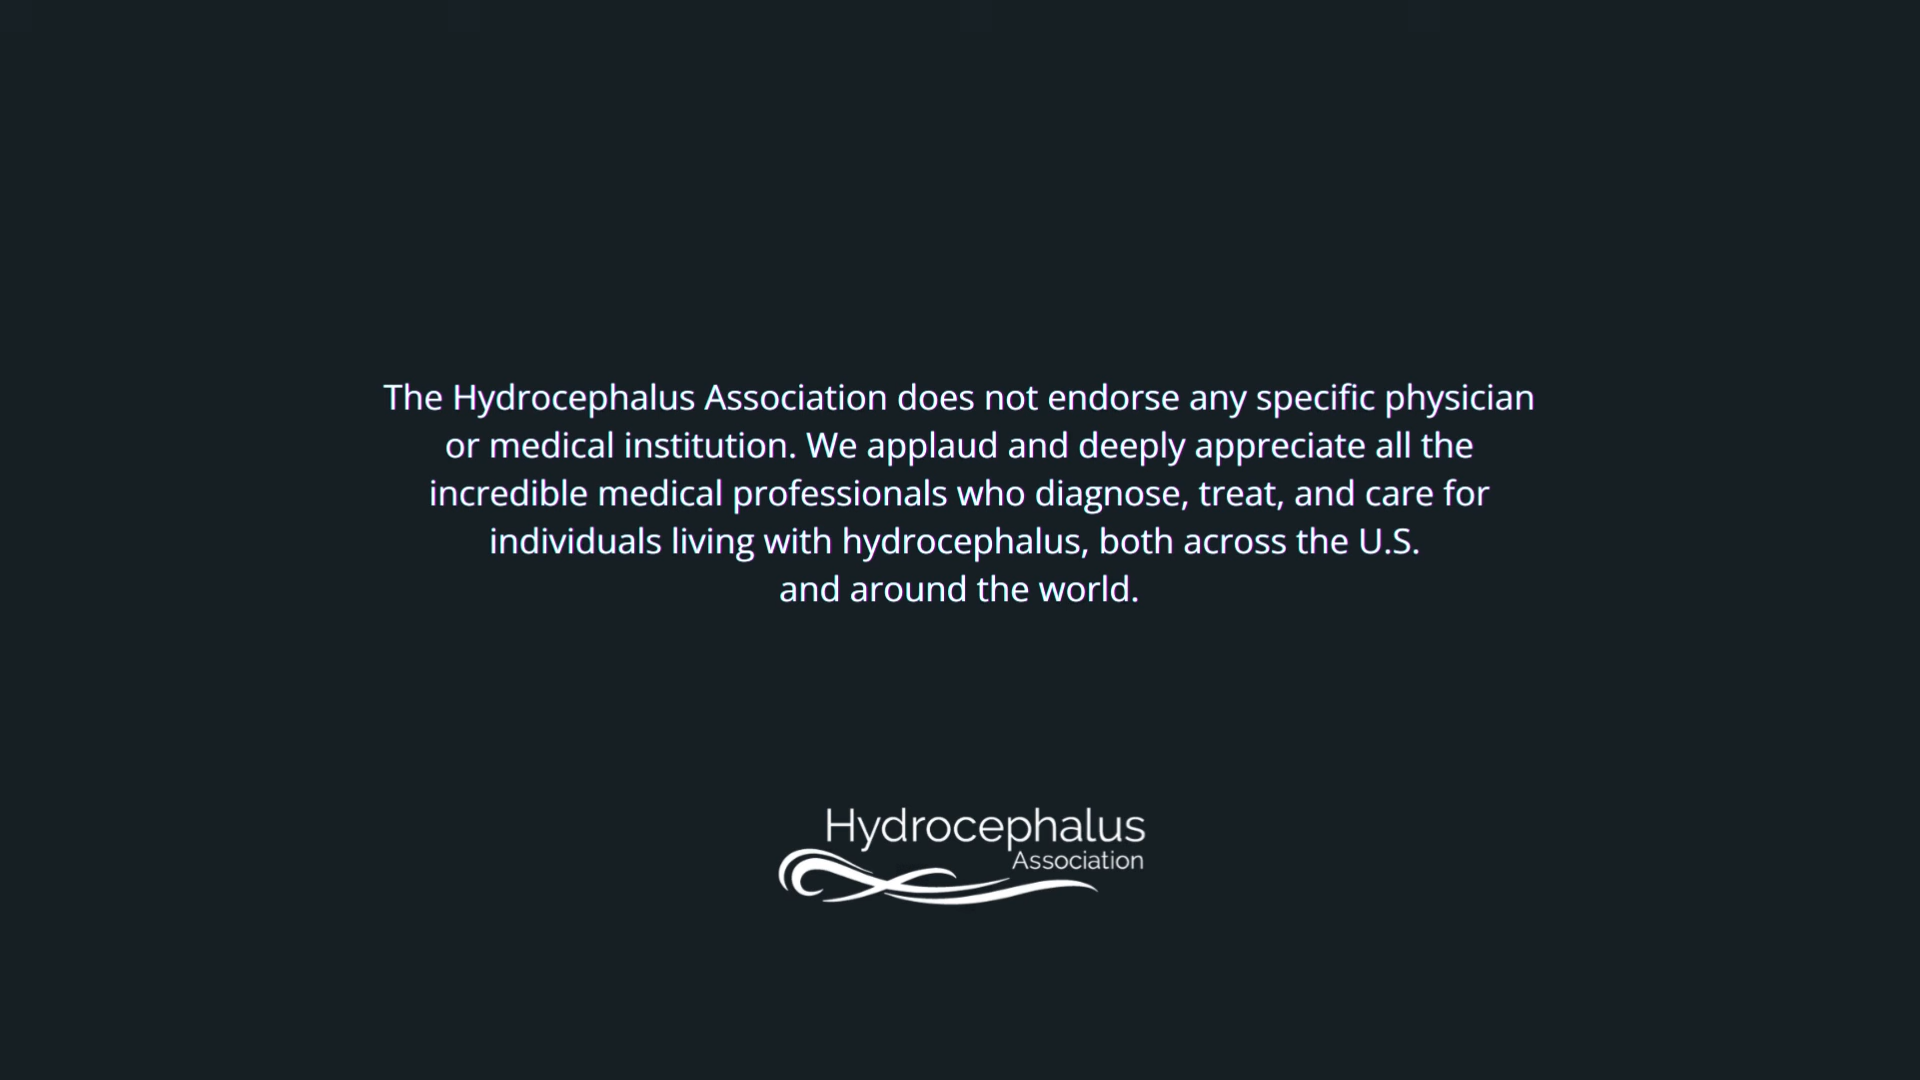 The Hydrocephalus Association does not endorse any specific physician
or medical institution. We applaud and deeply appreciate all the
incredible medical professionals who diagnose, treat, and care for
individuals living with hydrocephalus, both across the U.S.
and around the world.
Hydrocephalus
Association